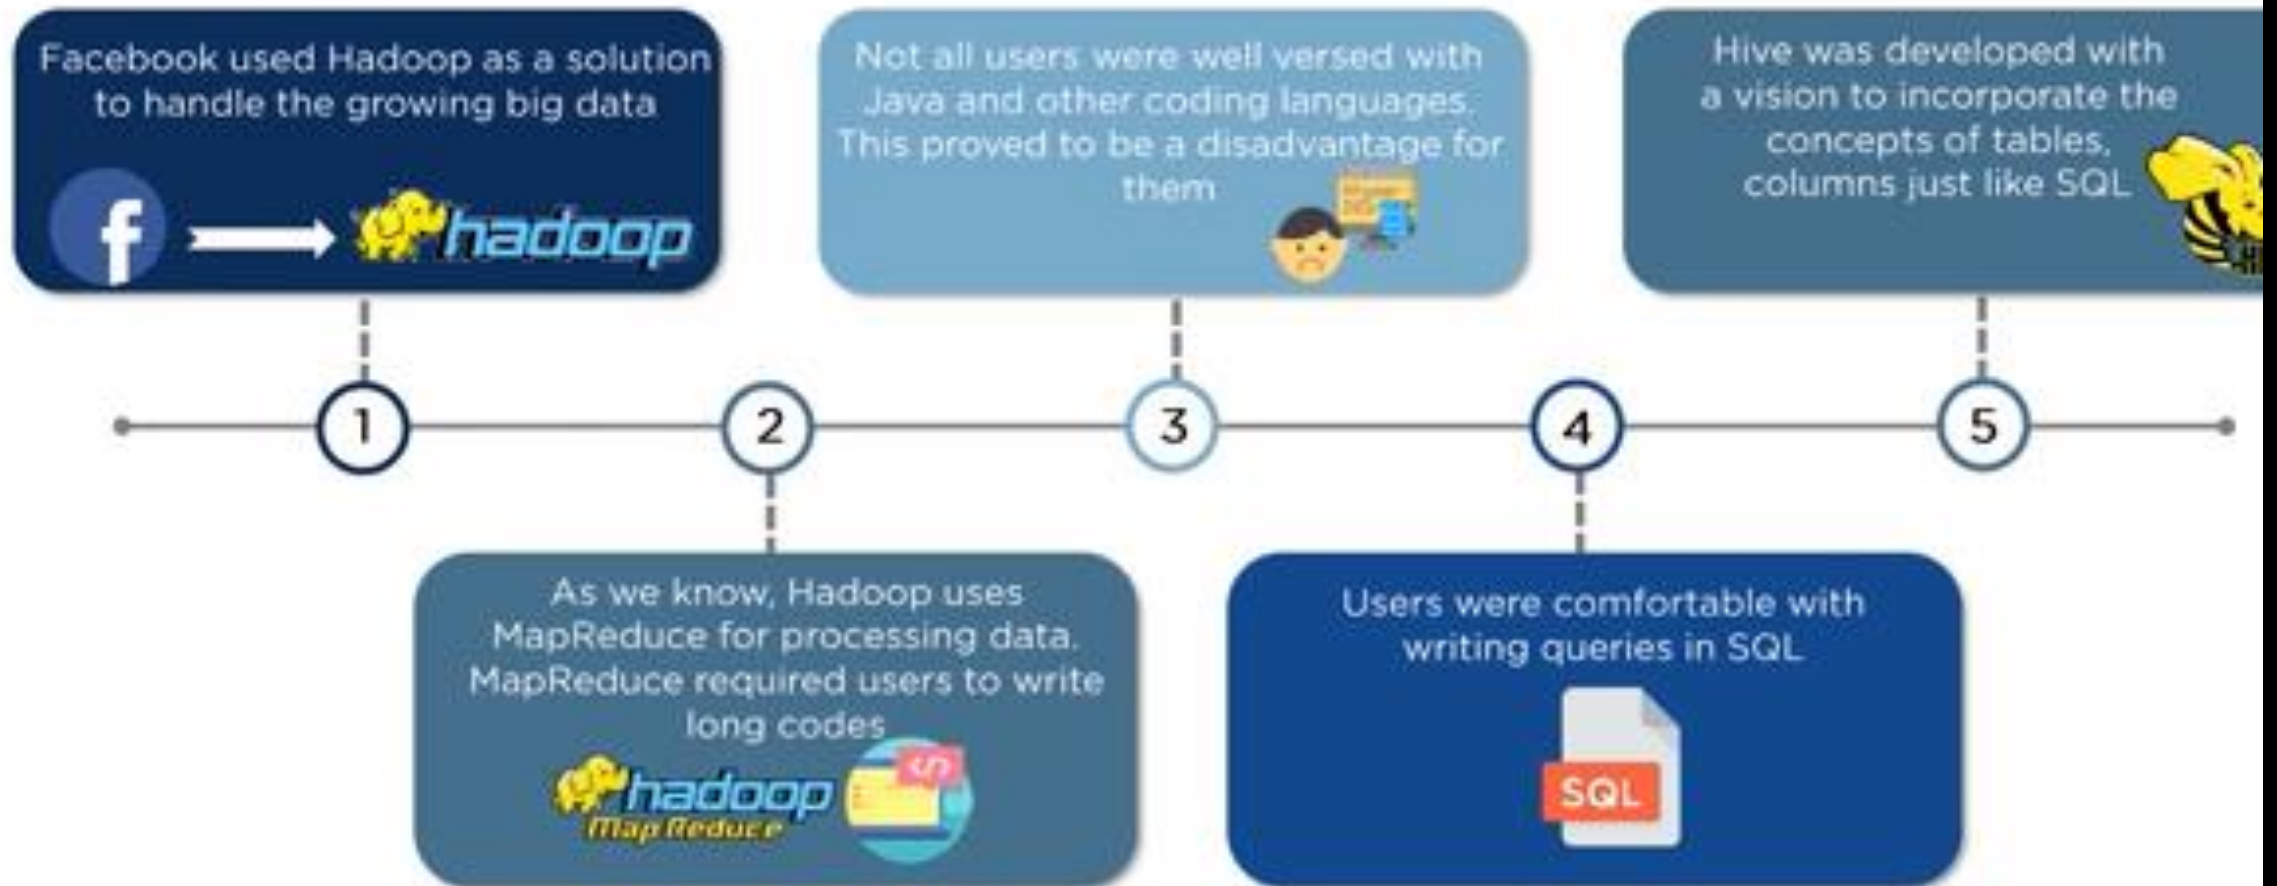 Facebook used Hadoop as a solution
to handle the growing big data
f
hadoop
1
As we know, Hadoop uses
MapReduce for processing data.
MapReduce required users to write
long codes
hadoop
Map Reduce
2
Not all users were well versed with
Java and other coding languages.
This proved to be a disadvantage for
them
3
Users were comfortable with
writing queries in SQL
SQL
4
Hive was developed with
a vision to incorporate the
concepts of tables,
columns just like SQL
5